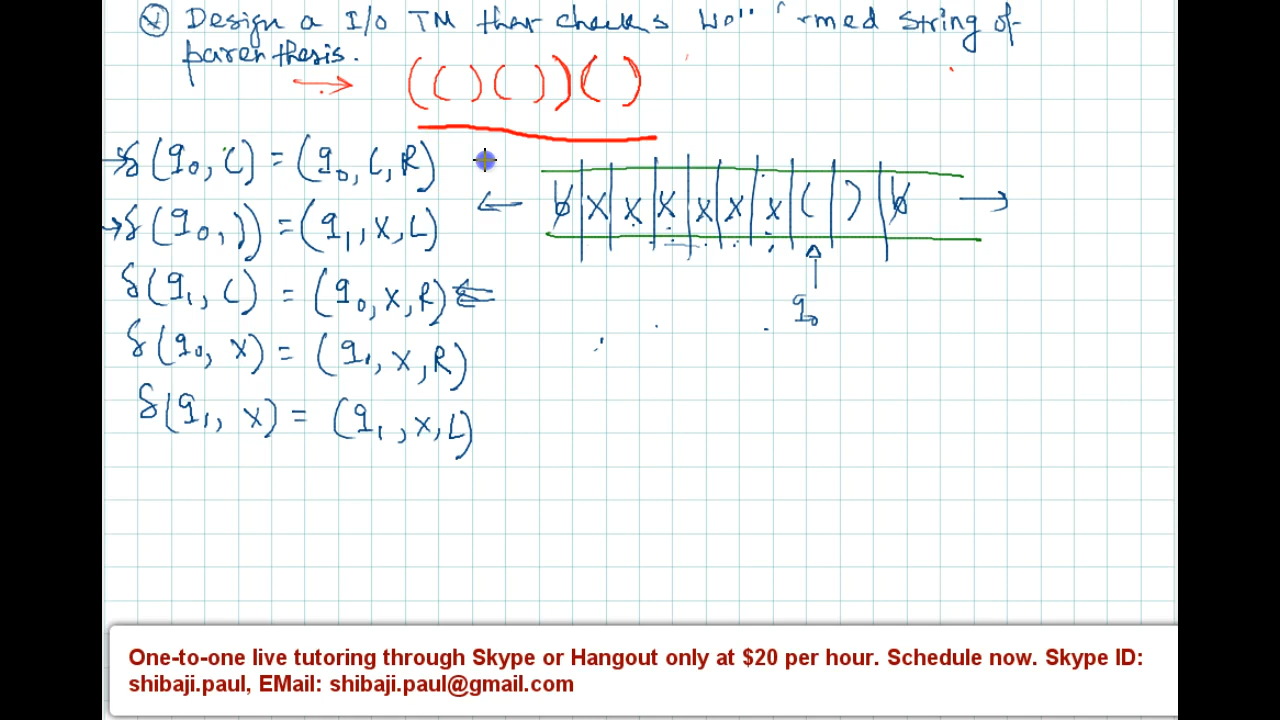 Design a I/o TM that checks rmed string of
parenthesis.
→ (()())()
→ δ(q₀, () = (q₀, (, R)
→ δ(q₀, )) = (q₁, X, L)
δ(q₁, () = (q₀, X, R) ⇐
δ(q₀, X) = (q₁, X, R)
δ(q₁, X) = (q₁, X, L)
← ƀ X X X X X X ( ) ƀ →
q₀
One-to-one live tutoring through Skype or Hangout only at $20 per hour. Schedule now. Skype ID:
shibaji.paul, EMail: shibaji.paul@gmail.com